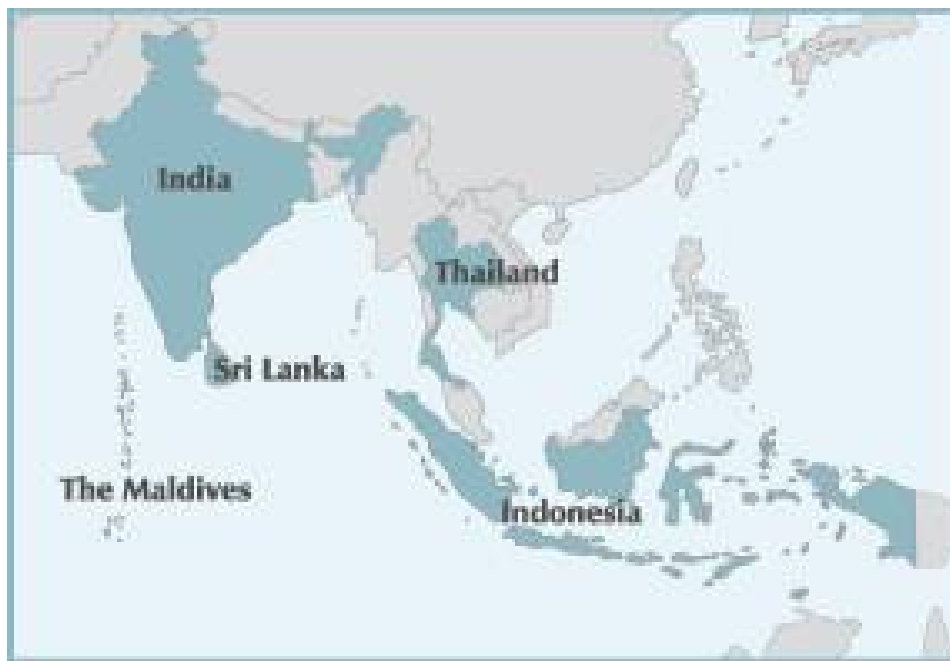 India
Thailand
Sri Lanka
The Maldives
Indonesia